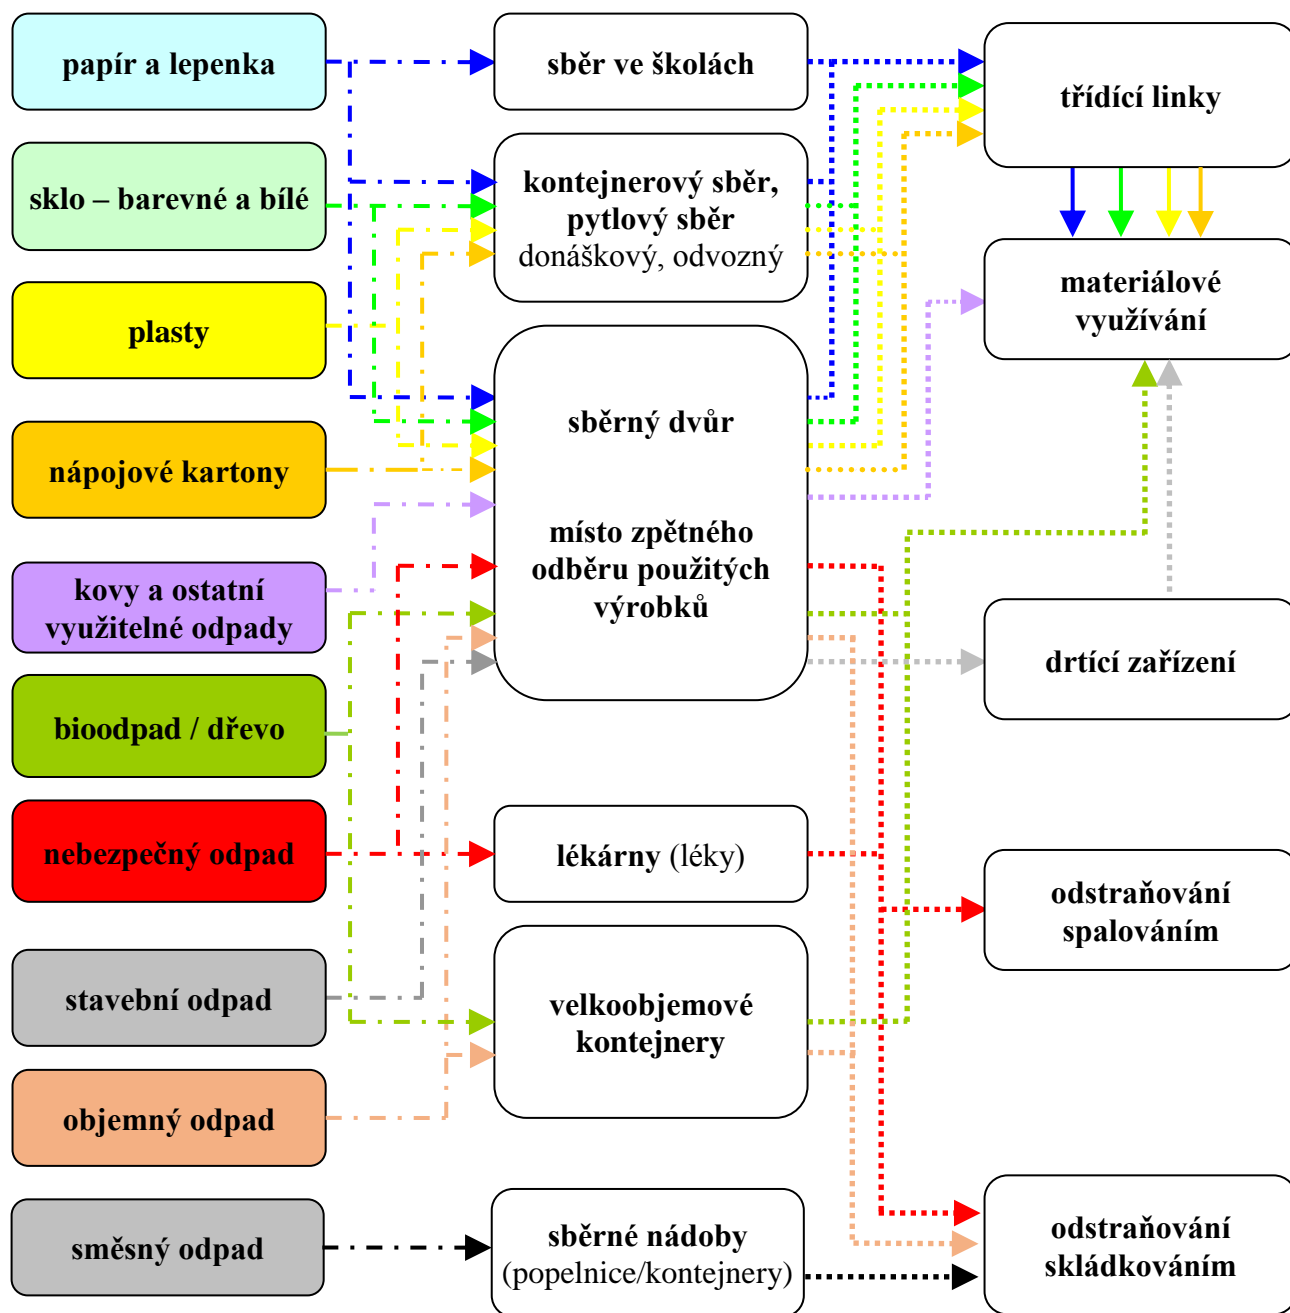 papír a lepenka
sklo – barevné a bílé
plasty
nápojové kartony
kovy a ostatní
využitelné odpady
bioodpad / dřevo
nebezpečný odpad
stavební odpad
objemný odpad
směsný odpad
sběr ve školách
kontejnerový sběr,
pytlový sběr
donáškový, odvozný
sběrný dvůr
místo zpětného
odběru použitých
výrobků
lékárny (léky)
velkoobjemové
kontejnery
sběrné nádoby
(popelnice/kontejnery)
třídící linky
materiálové
využívání
drtící zařízení
odstraňování
spalováním
odstraňování
skládkováním